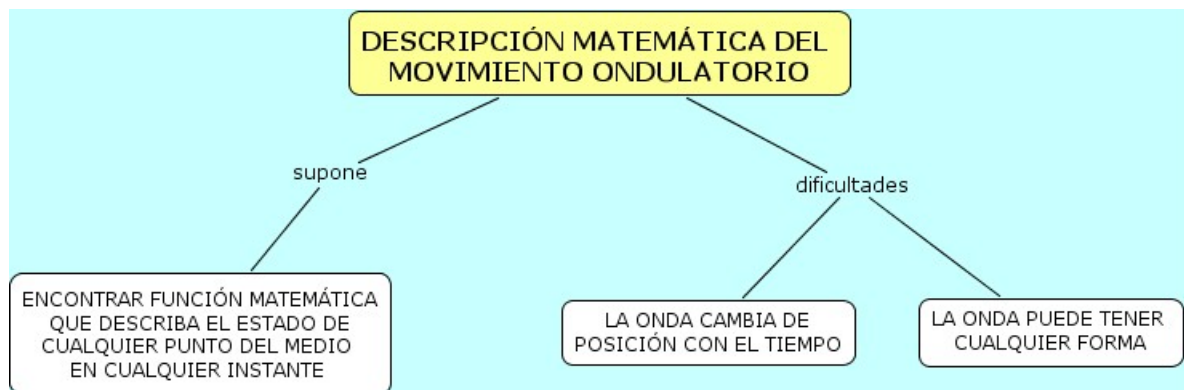 DESCRIPCIÓN MATEMÁTICA DEL
MOVIMIENTO ONDULATORIO
supone
dificultades
ENCONTRAR FUNCIÓN MATEMÁTICA
QUE DESCRIBA EL ESTADO DE
CUALQUIER PUNTO DEL MEDIO
EN CUALQUIER INSTANTE
LA ONDA CAMBIA DE
POSICIÓN CON EL TIEMPO
LA ONDA PUEDE TENER
CUALQUIER FORMA